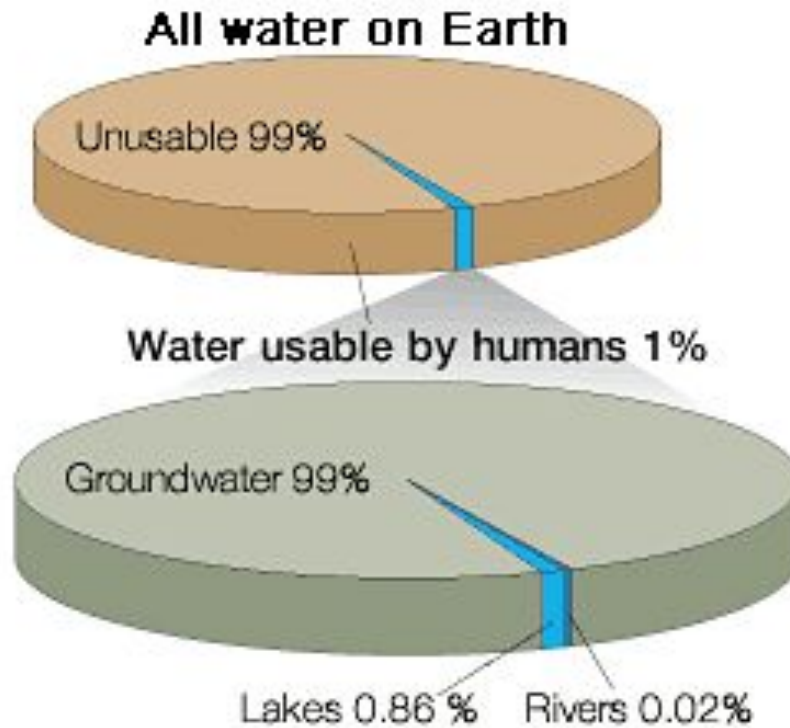 All water on Earth
Unusable 99%
Water usable by humans 1%
Groundwater 99%
Lakes 0.86 %
Rivers 0.02%